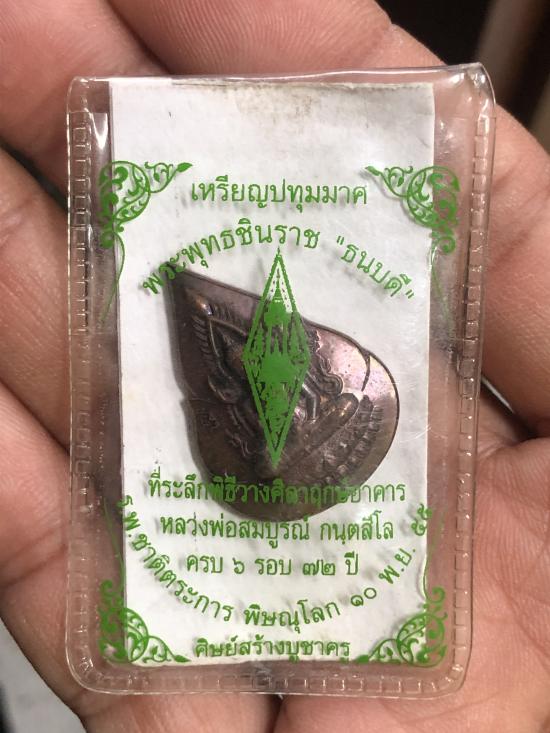 เหรียญปทุมมาศ
พระพุทธชินราช "ธนบดี"
ที่ระลึกพิธีวางศิลาฤกษ์อาคาร
หลวงพ่อสมบูรณ์ กนฺตสีโล
ครบ ๖ รอบ ๗๒ ปี
รพ.ชาติตระการ พิษณุโลก ๑๐ พ.ย. ๕๕
ศิษย์สร้างบูชาครู